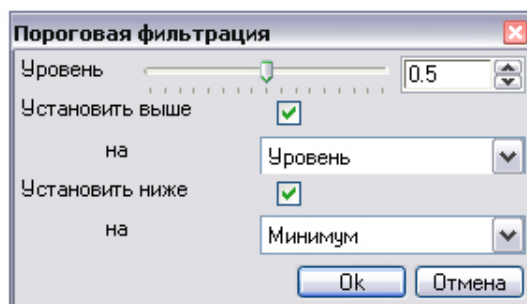 Пороговая фильтрация
Уровень 0.5
Установить выше
на Уровень
Установить ниже
на Минимум
Ok Отмена